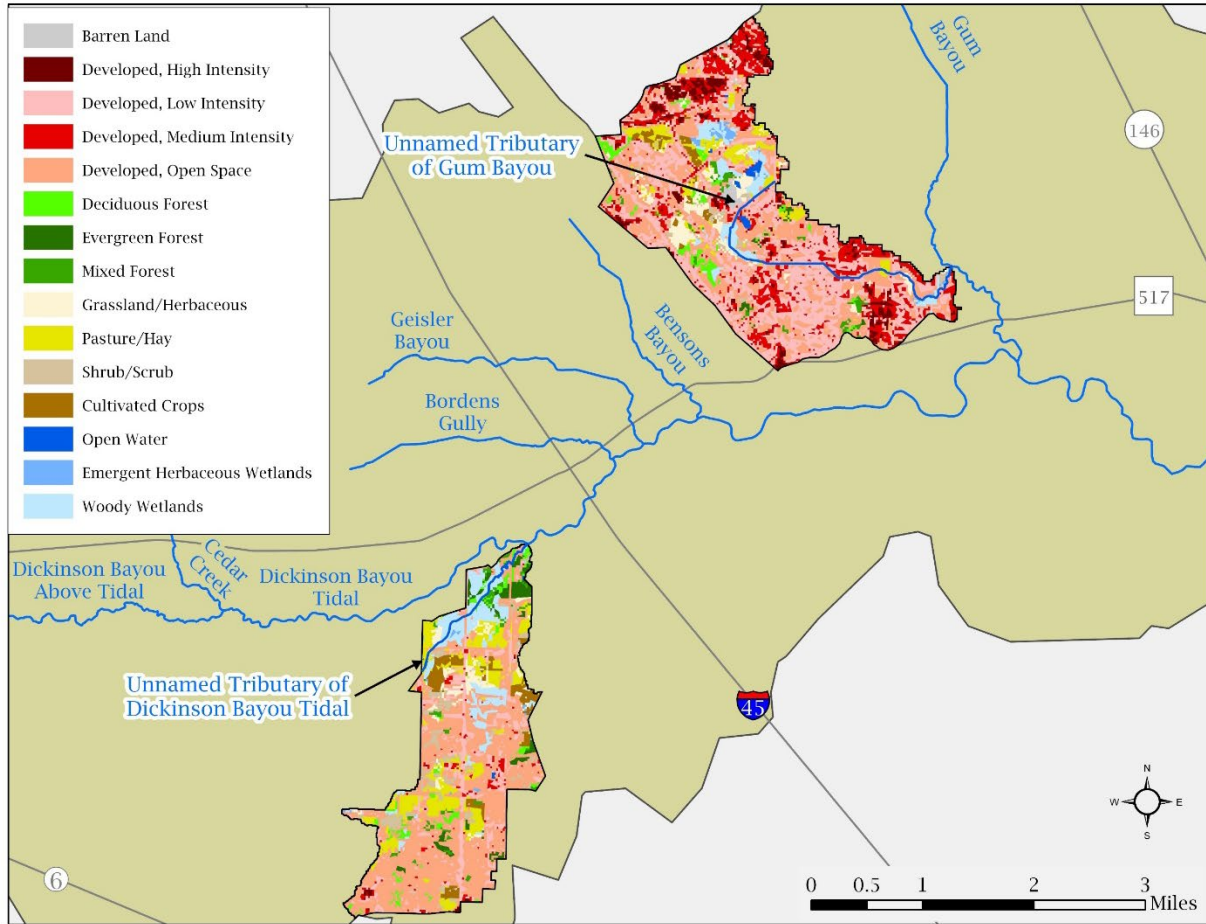 Barren Land
Developed, High Intensity
Developed, Low Intensity
Developed, Medium Intensity
Developed, Open Space
Deciduous Forest
Evergreen Forest
Mixed Forest
Grassland/Herbaceous
Pasture/Hay
Shrub/Scrub
Cultivated Crops
Open Water
Emergent Herbaceous Wetlands
Woody Wetlands
Gum
Bayou
146
Unnamed Tributary
of Gum Bayou
517
Bensons
Bayou
Geisler
Bayou
Bordens
Gully
Cedar
Creek
Dickinson Bayou
Above Tidal
Dickinson Bayou
Tidal
Unnamed Tributary of
Dickinson Bayou Tidal
45
6
N
W E
S
0 0.5 1 2 3
Miles